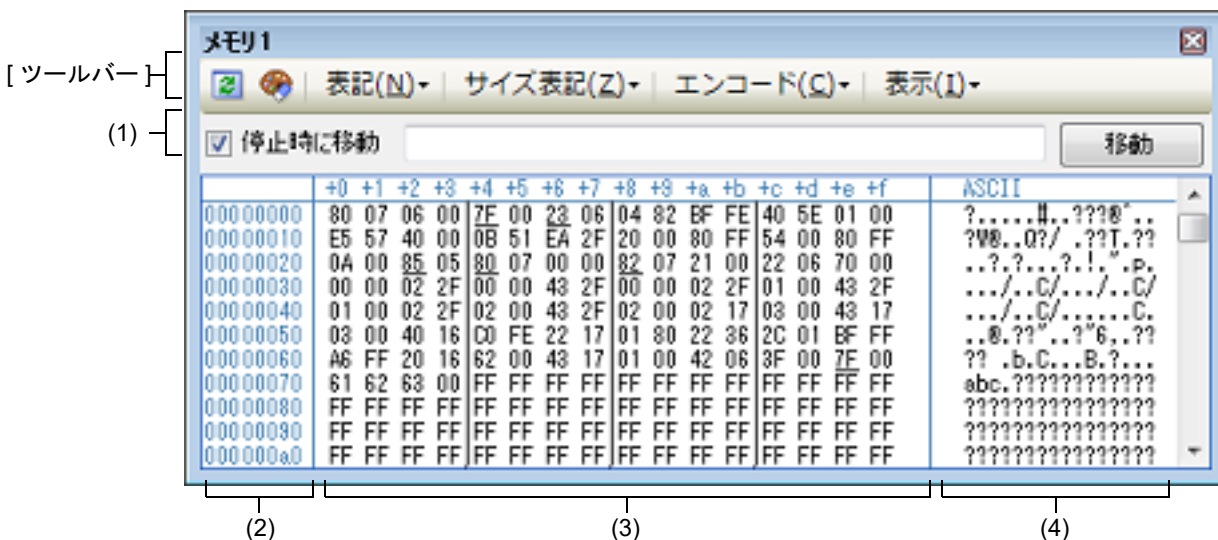 メモリ1
[ ツールバー ]
表記(N) サイズ表記(Z) エンコード(C) 表示(I)
(1)
停止時に移動 移動
+0 +1 +2 +3 +4 +5 +6 +7 +8 +9 +a +b +c +d +e +f ASCII
00000000 80 07 06 00 7F 00 23 06 04 82 BF FE 40 5E 01 00 ?.....#..???@^..
00000010 E5 57 40 00 0B 51 EA 2F 20 00 80 FF 54 00 80 FF ?W@..Q?/ .??T.??
00000020 0A 00 85 05 80 07 00 00 82 07 21 00 22 06 70 00 ..?.?...?.!.".p.
00000030 00 00 02 2F 00 00 43 2F 00 00 02 2F 01 00 43 2F .../..C/.../..C/
00000040 01 00 02 2F 02 00 43 2F 02 00 02 17 03 00 43 17 .../..C/......C.
00000050 03 00 40 16 C0 FE 22 17 01 80 22 36 2C 01 BF FF ..@.??"..?"6,.??
00000060 A6 FF 20 16 62 00 43 17 01 00 42 06 3F 00 7F 00 ?? .b.C...B.?...
00000070 61 62 63 00 FF FF FF FF FF FF FF FF FF FF FF FF abc.????????????
00000080 FF FF FF FF FF FF FF FF FF FF FF FF FF FF FF FF ????????????????
00000090 FF FF FF FF FF FF FF FF FF FF FF FF FF FF FF FF ????????????????
000000a0 FF FF FF FF FF FF FF FF FF FF FF FF FF FF FF FF ????????????????
(2) (3) (4)